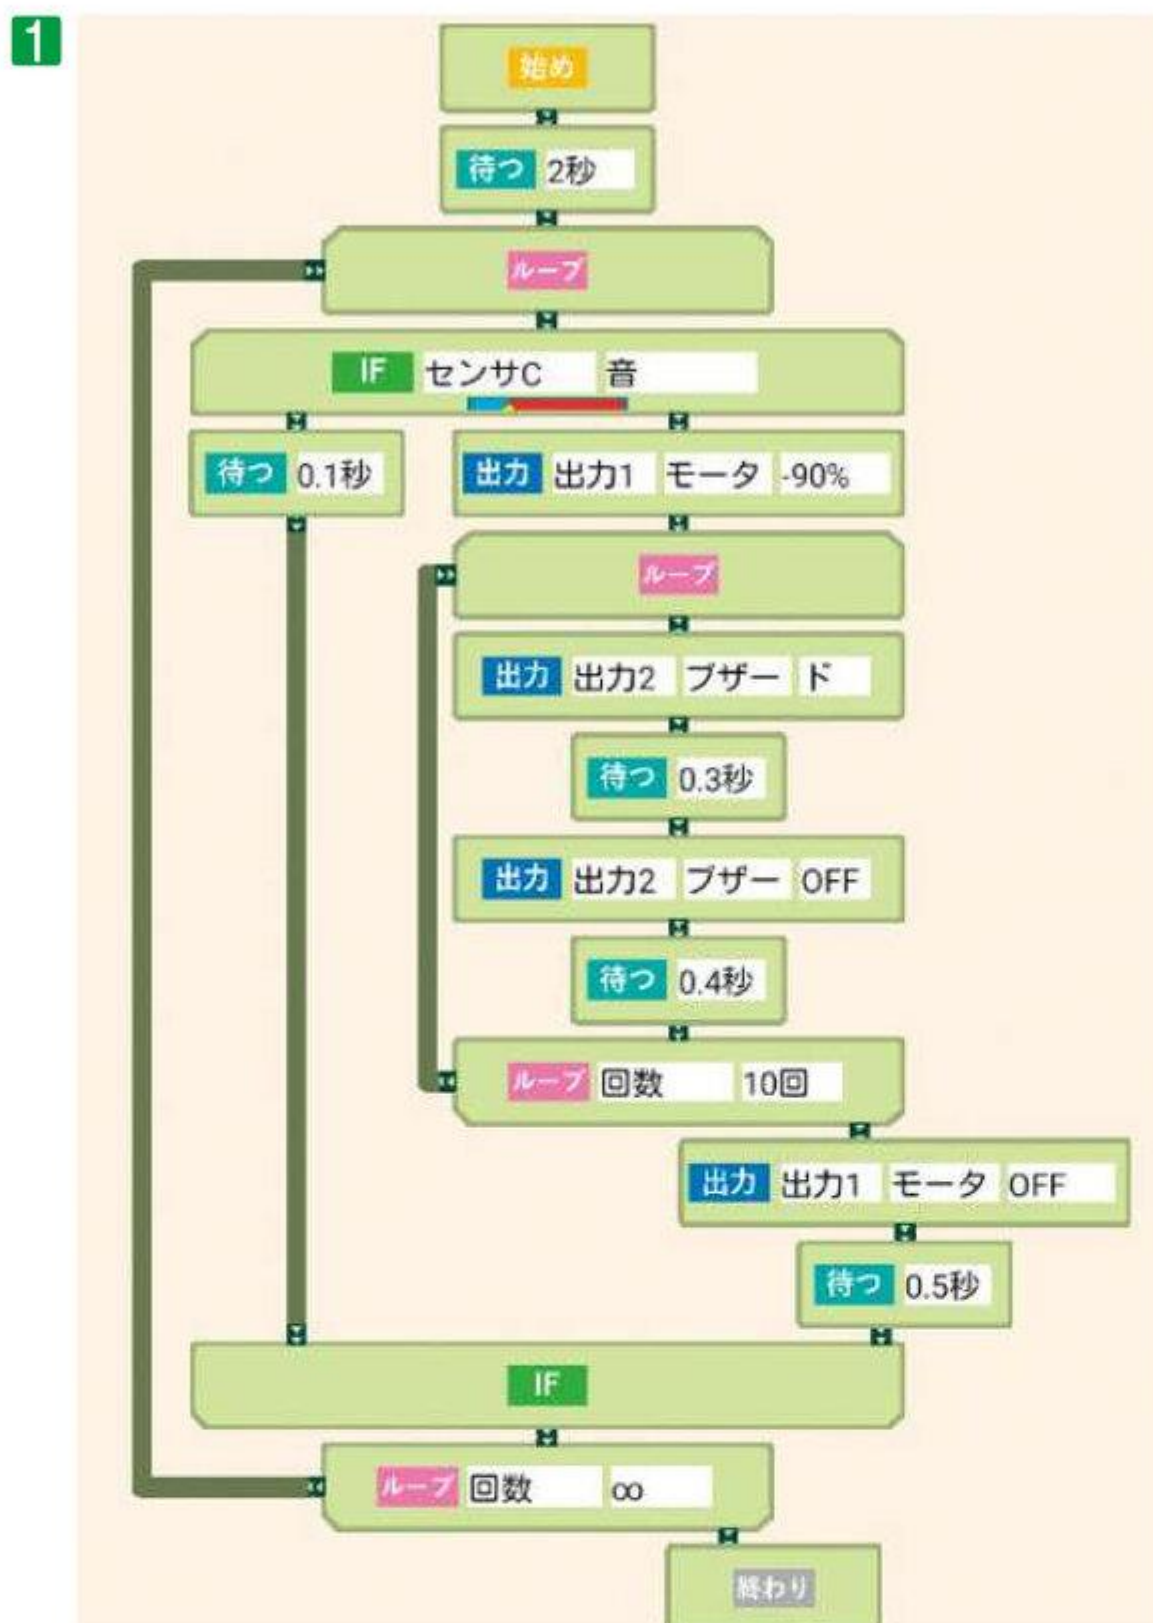 1
始め
待つ 2秒
ループ
IF センサC 音
待つ 0.1秒
出力 出力1 モータ -90%
ループ
出力 出力2 ブザー ド
待つ 0.3秒
出力 出力2 ブザー OFF
待つ 0.4秒
ループ 回数 10回
出力 出力1 モータ OFF
待つ 0.5秒
IF
ループ 回数 ∞
終わり